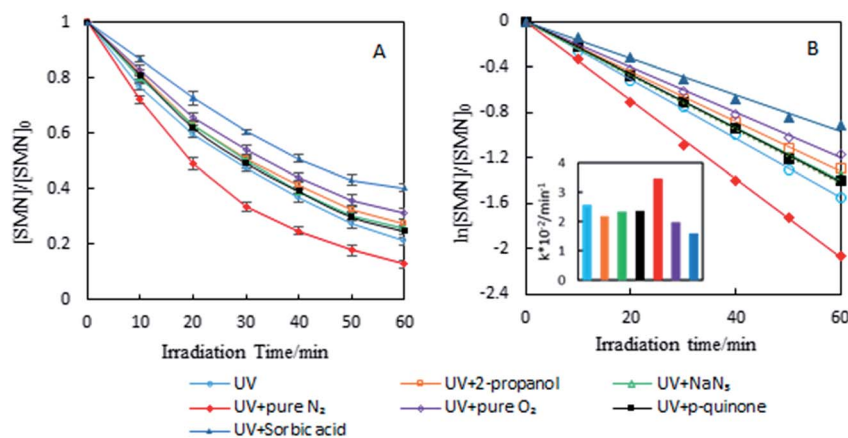 A
[SMN]/[SMN]₀
1
0.8
0.6
0.4
0.2
0
0 10 20 30 40 50 60
Irradiation Time/min
B
ln[SMN]/[SMN]₀
-0
-0.4
-0.8
-1.2
-1.6
-2
-2.4
0 20 40 60
Irradiation time/min
k*10⁻²/min⁻¹
4
3
2
1
0
UV UV+2-propanol UV+NaN₃
UV+pure N₂ UV+pure O₂ UV+p-quinone
UV+Sorbic acid